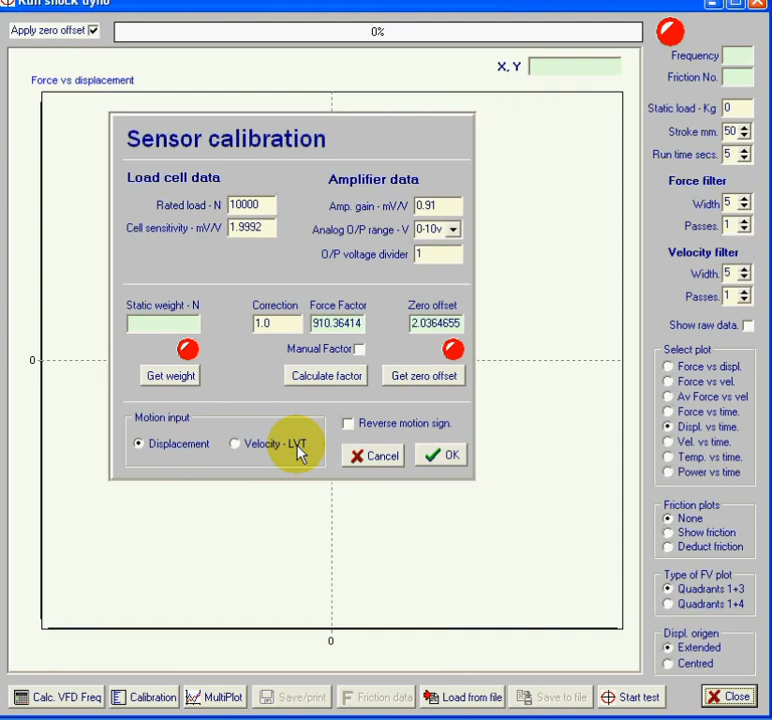 Run shock dyno
Apply zero offset
0%
X, Y
Force vs displacement
0
0
Sensor calibration
Load cell data
Rated load - N 10000
Cell sensitivity - mV/V 1.9992
Amplifier data
Amp. gain - mV/V 0.91
Analog O/P range - V 0-10v
O/P voltage divider 1
Static weight - N
Correction Force Factor Zero offset
1.0 910.36414 2.0364655
Manual Factor
Get weight Calculate factor Get zero offset
Motion input
Displacement Velocity - LVT
Reverse motion sign.
Cancel OK
Frequency
Friction No.
Static load - Kg 0
Stroke mm. 50
Run time secs. 5
Force filter
Width 5
Passes. 1
Velocity filter
Width. 5
Passes. 1
Show raw data.
Select plot
Force vs displ.
Force vs vel.
Av Force vs vel
Force vs time.
Displ. vs time.
Vel. vs time.
Temp. vs time.
Power vs time
Friction plots
None
Show friction
Deduct friction
Type of FV plot
Quadrants 1+3
Quadrants 1+4
Displ. origen
Extended
Centred
Calc. VFD Freq Calibration MultiPlot Save/print Friction data Load from file Save to file Start test Close